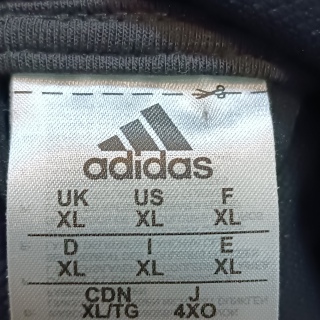 adidas
UK US F
XL XL XL
D I E
XL XL XL
CDN J
XL/TG 4XO